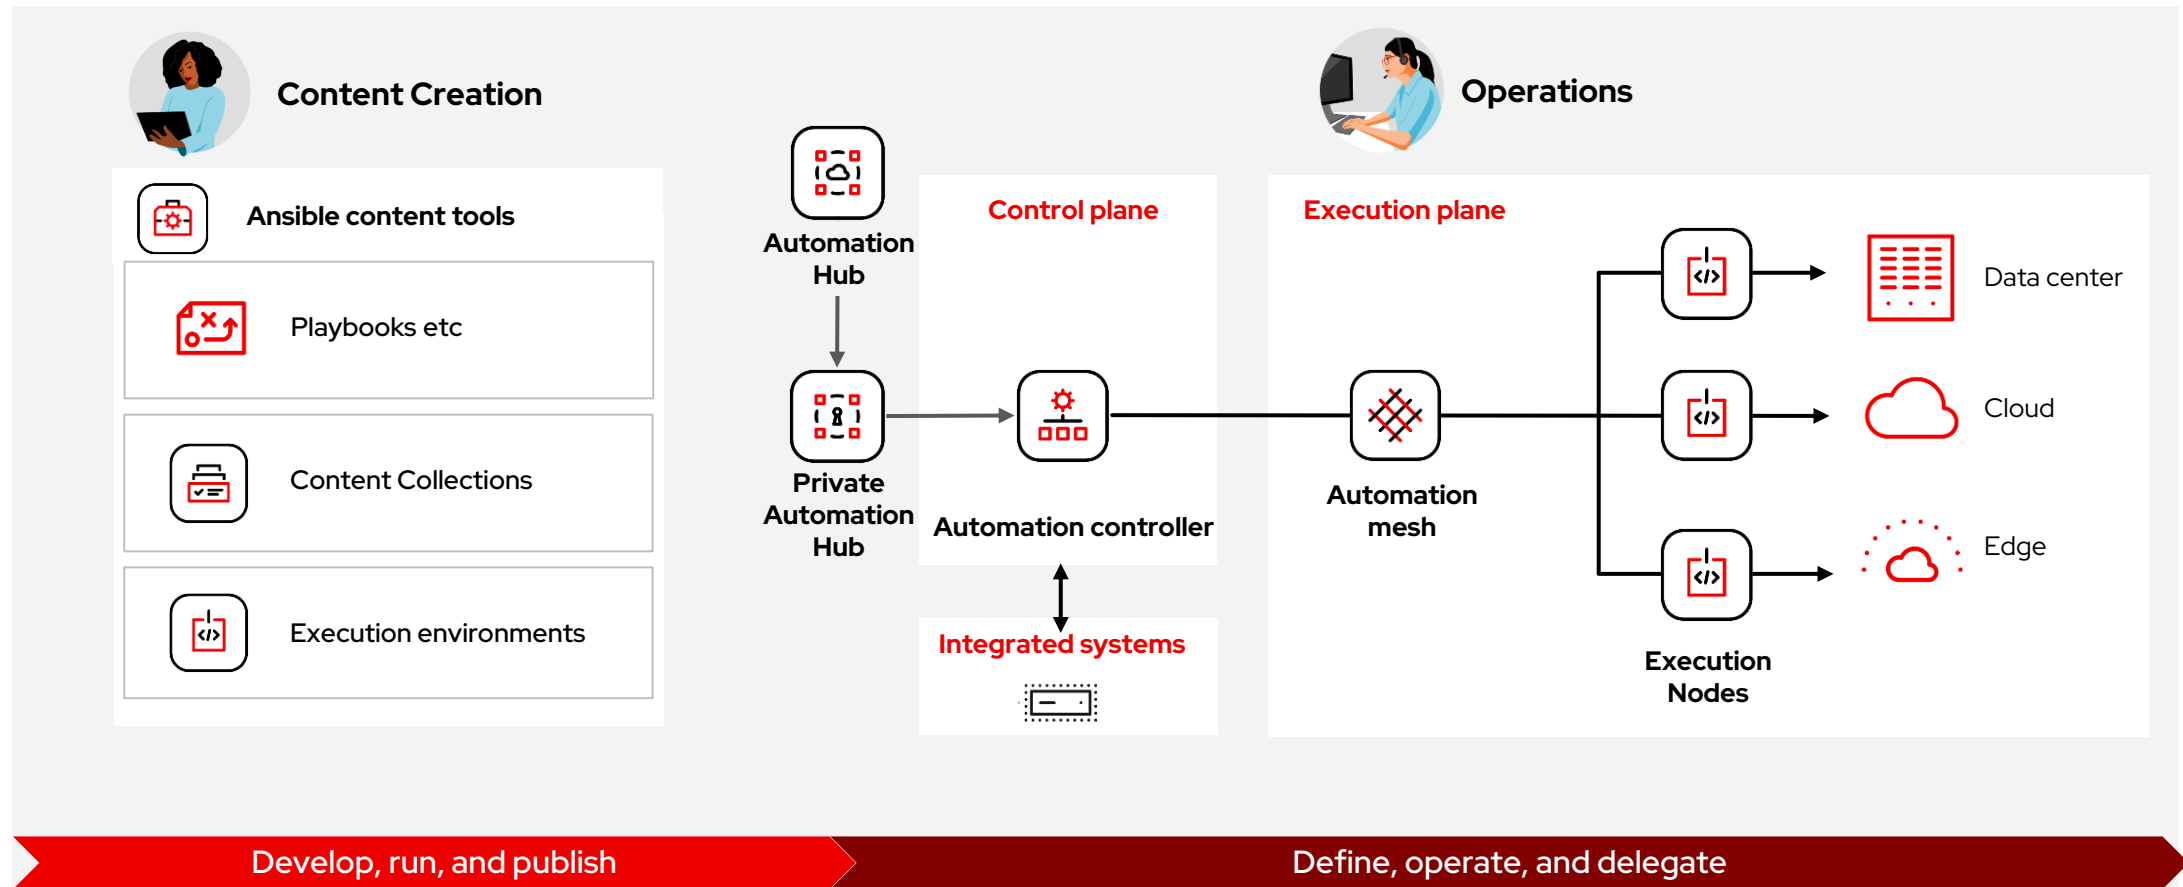 Content Creation
Operations
Ansible content tools
Playbooks etc
Content Collections
Execution environments
Automation
Hub
Private
Automation
Hub
Control plane
Automation controller
Integrated systems
Execution plane
Automation
mesh
Execution
Nodes
Data center
Cloud
Edge
Develop, run, and publish
Define, operate, and delegate